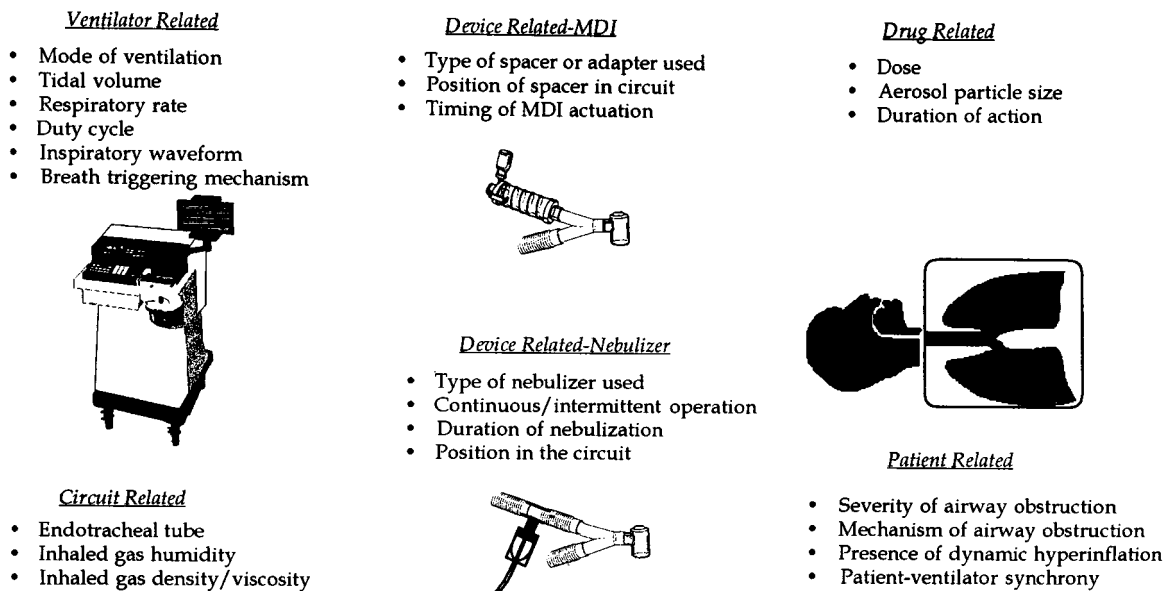 Ventilator Related
• Mode of ventilation
• Tidal volume
• Respiratory rate
• Duty cycle
• Inspiratory waveform
• Breath triggering mechanism
Circuit Related
• Endotracheal tube
• Inhaled gas humidity
• Inhaled gas density/viscosity
Device Related-MDI
• Type of spacer or adapter used
• Position of spacer in circuit
• Timing of MDI actuation
Device Related-Nebulizer
• Type of nebulizer used
• Continuous/intermittent operation
• Duration of nebulization
• Position in the circuit
Drug Related
• Dose
• Aerosol particle size
• Duration of action
Patient Related
• Severity of airway obstruction
• Mechanism of airway obstruction
• Presence of dynamic hyperinflation
• Patient-ventilator synchrony